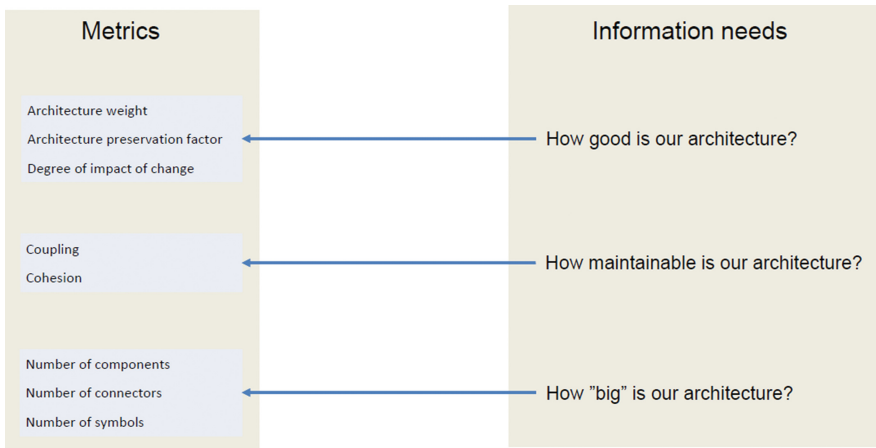 Metrics
Information needs
Architecture weight
Architecture preservation factor
Degree of impact of change
How good is our architecture?
Coupling
Cohesion
How maintainable is our architecture?
Number of components
Number of connectors
Number of symbols
How ”big” is our architecture?